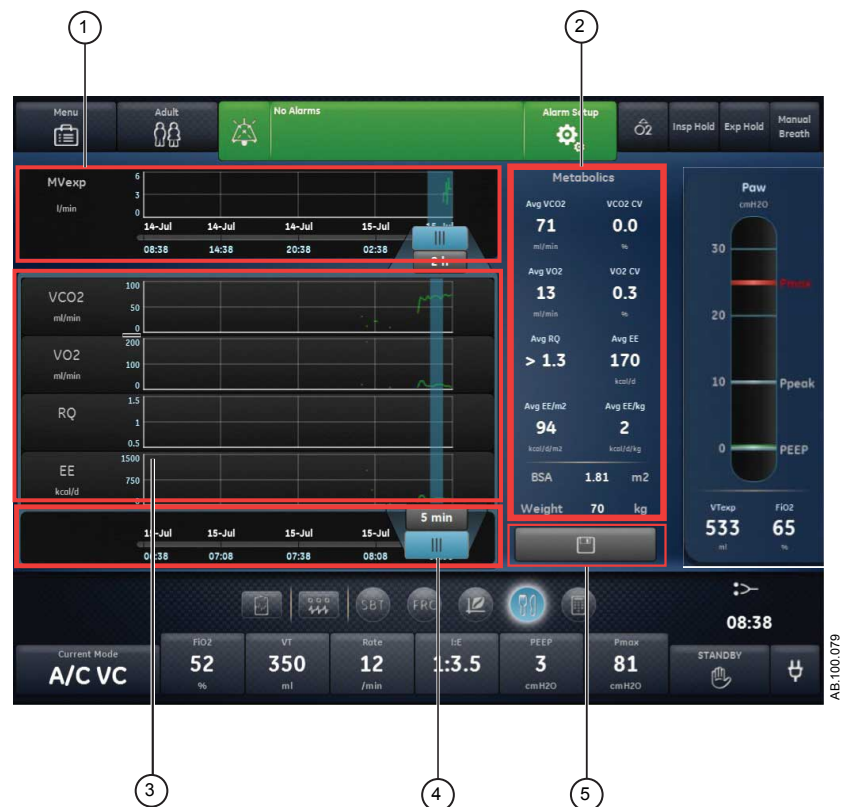 1
2
Menu
Adult
No Alarms
Alarm Setup
O2
Insp Hold
Exp Hold
Manual
Breath
MVexp
l/min
6
3
0
14-Jul 14-Jul 14-Jul 15-Jul 15-Jul
08:38 14:38 20:38 02:38
2 h
VCO2
ml/min
100
50
0
VO2
ml/min
200
100
0
RQ
1.5
1
0.5
EE
kcal/d
1500
750
5 min
15-Jul 15-Jul 15-Jul 15-Jul
06:38 07:08 07:38 08:08
Metabolics
Avg VCO2 VCO2 CV
71 0.0
ml/min %
Avg VO2 VO2 CV
13 0.3
ml/min %
Avg RQ Avg EE
> 1.3 170
kcal/d
Avg EE/m2 Avg EE/kg
94 2
kcal/d/m2 kcal/d/kg
BSA 1.81 m2
Weight 70 kg
Paw
cmH2O
30
Pmax
20
10 Ppeak
0 PEEP
VTexp FiO2
533 65
ml %
SBT
FRC
08:38
Current Mode
A/C VC
FiO2
52
%
VT
350
ml
Rate
12
/min
I:E
1:3.5
PEEP
3
cmH2O
Pmax
81
cmH2O
STANDBY
AB.100.079
3
4
5